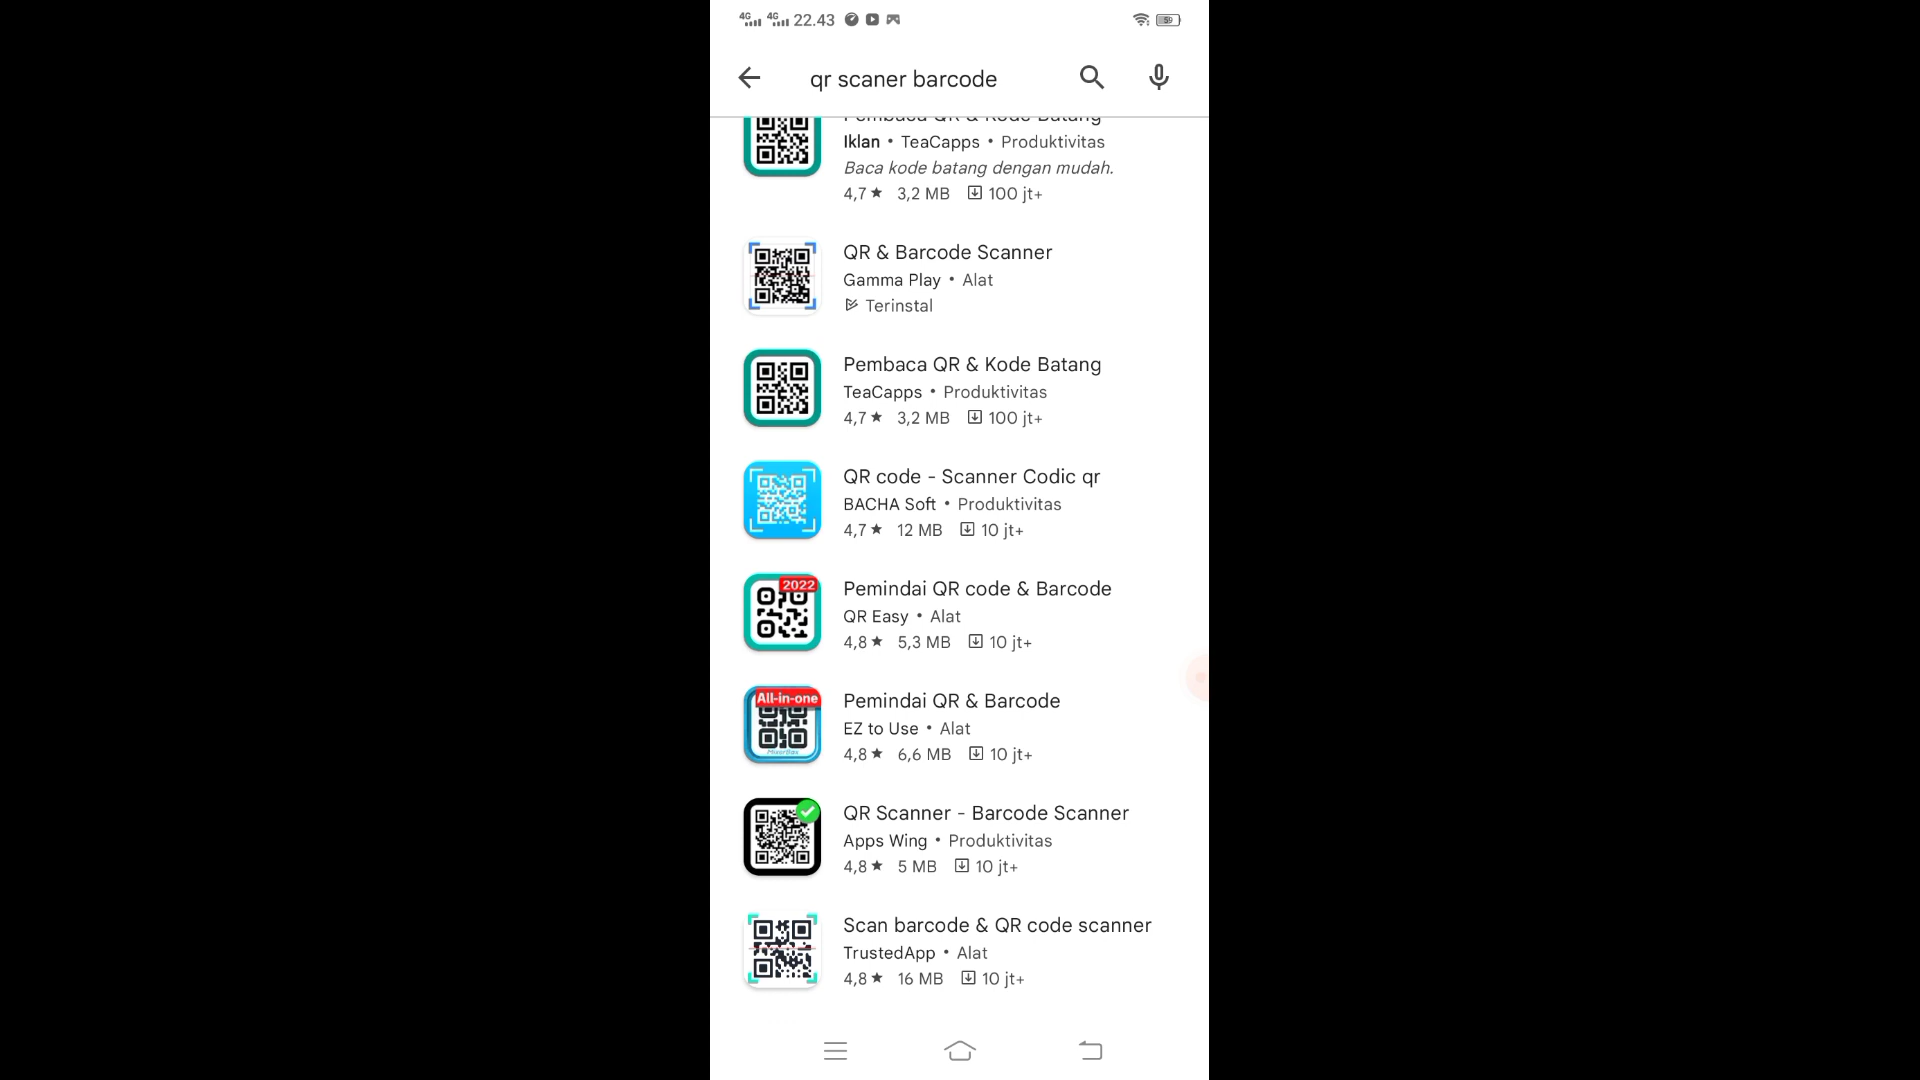 4G 4G 22.43 59
qr scaner barcode
Pembaca QR & Kode Batang
Iklan • TeaCapps • Produktivitas
Baca kode batang dengan mudah.
4,7★ 3,2 MB 100 jt+
QR & Barcode Scanner
Gamma Play • Alat
Terinstal
Pembaca QR & Kode Batang
TeaCapps • Produktivitas
4,7★ 3,2 MB 100 jt+
QR code - Scanner Codic qr
BACHA Soft • Produktivitas
4,7★ 12 MB 10 jt+
2022
Pemindai QR code & Barcode
QR Easy • Alat
4,8★ 5,3 MB 10 jt+
All-in-one
MixerBox
Pemindai QR & Barcode
EZ to Use • Alat
4,8★ 6,6 MB 10 jt+
QR Scanner - Barcode Scanner
Apps Wing • Produktivitas
4,8★ 5 MB 10 jt+
Scan barcode & QR code scanner
TrustedApp • Alat
4,8★ 16 MB 10 jt+